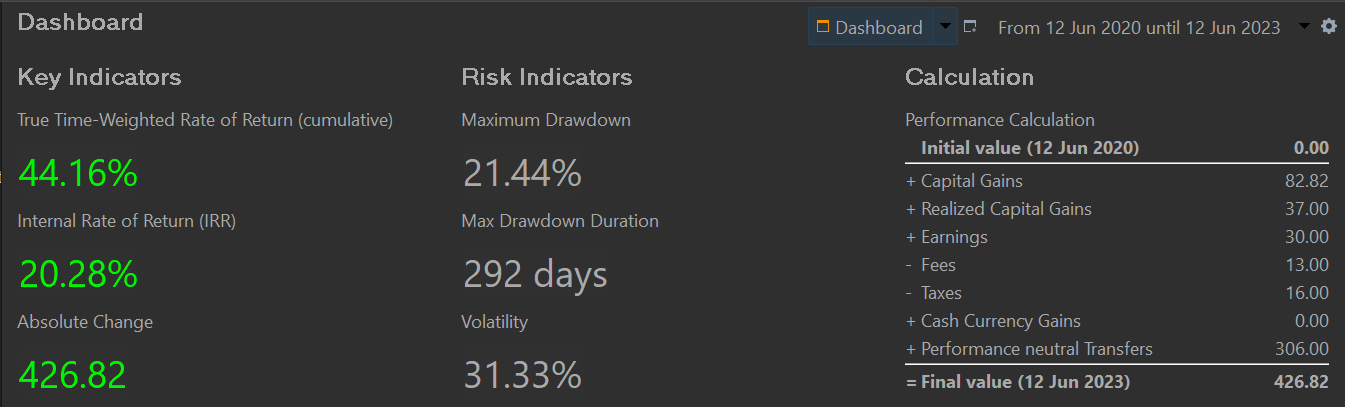 Dashboard
Dashboard
From 12 Jun 2020 until 12 Jun 2023
Key Indicators
True Time-Weighted Rate of Return (cumulative)
44.16%
Internal Rate of Return (IRR)
20.28%
Absolute Change
426.82
Risk Indicators
Maximum Drawdown
21.44%
Max Drawdown Duration
292 days
Volatility
31.33%
Calculation
Performance Calculation
Initial value (12 Jun 2020) 0.00
+ Capital Gains 82.82
+ Realized Capital Gains 37.00
+ Earnings 30.00
- Fees 13.00
- Taxes 16.00
+ Cash Currency Gains 0.00
+ Performance neutral Transfers 306.00
= Final value (12 Jun 2023) 426.82